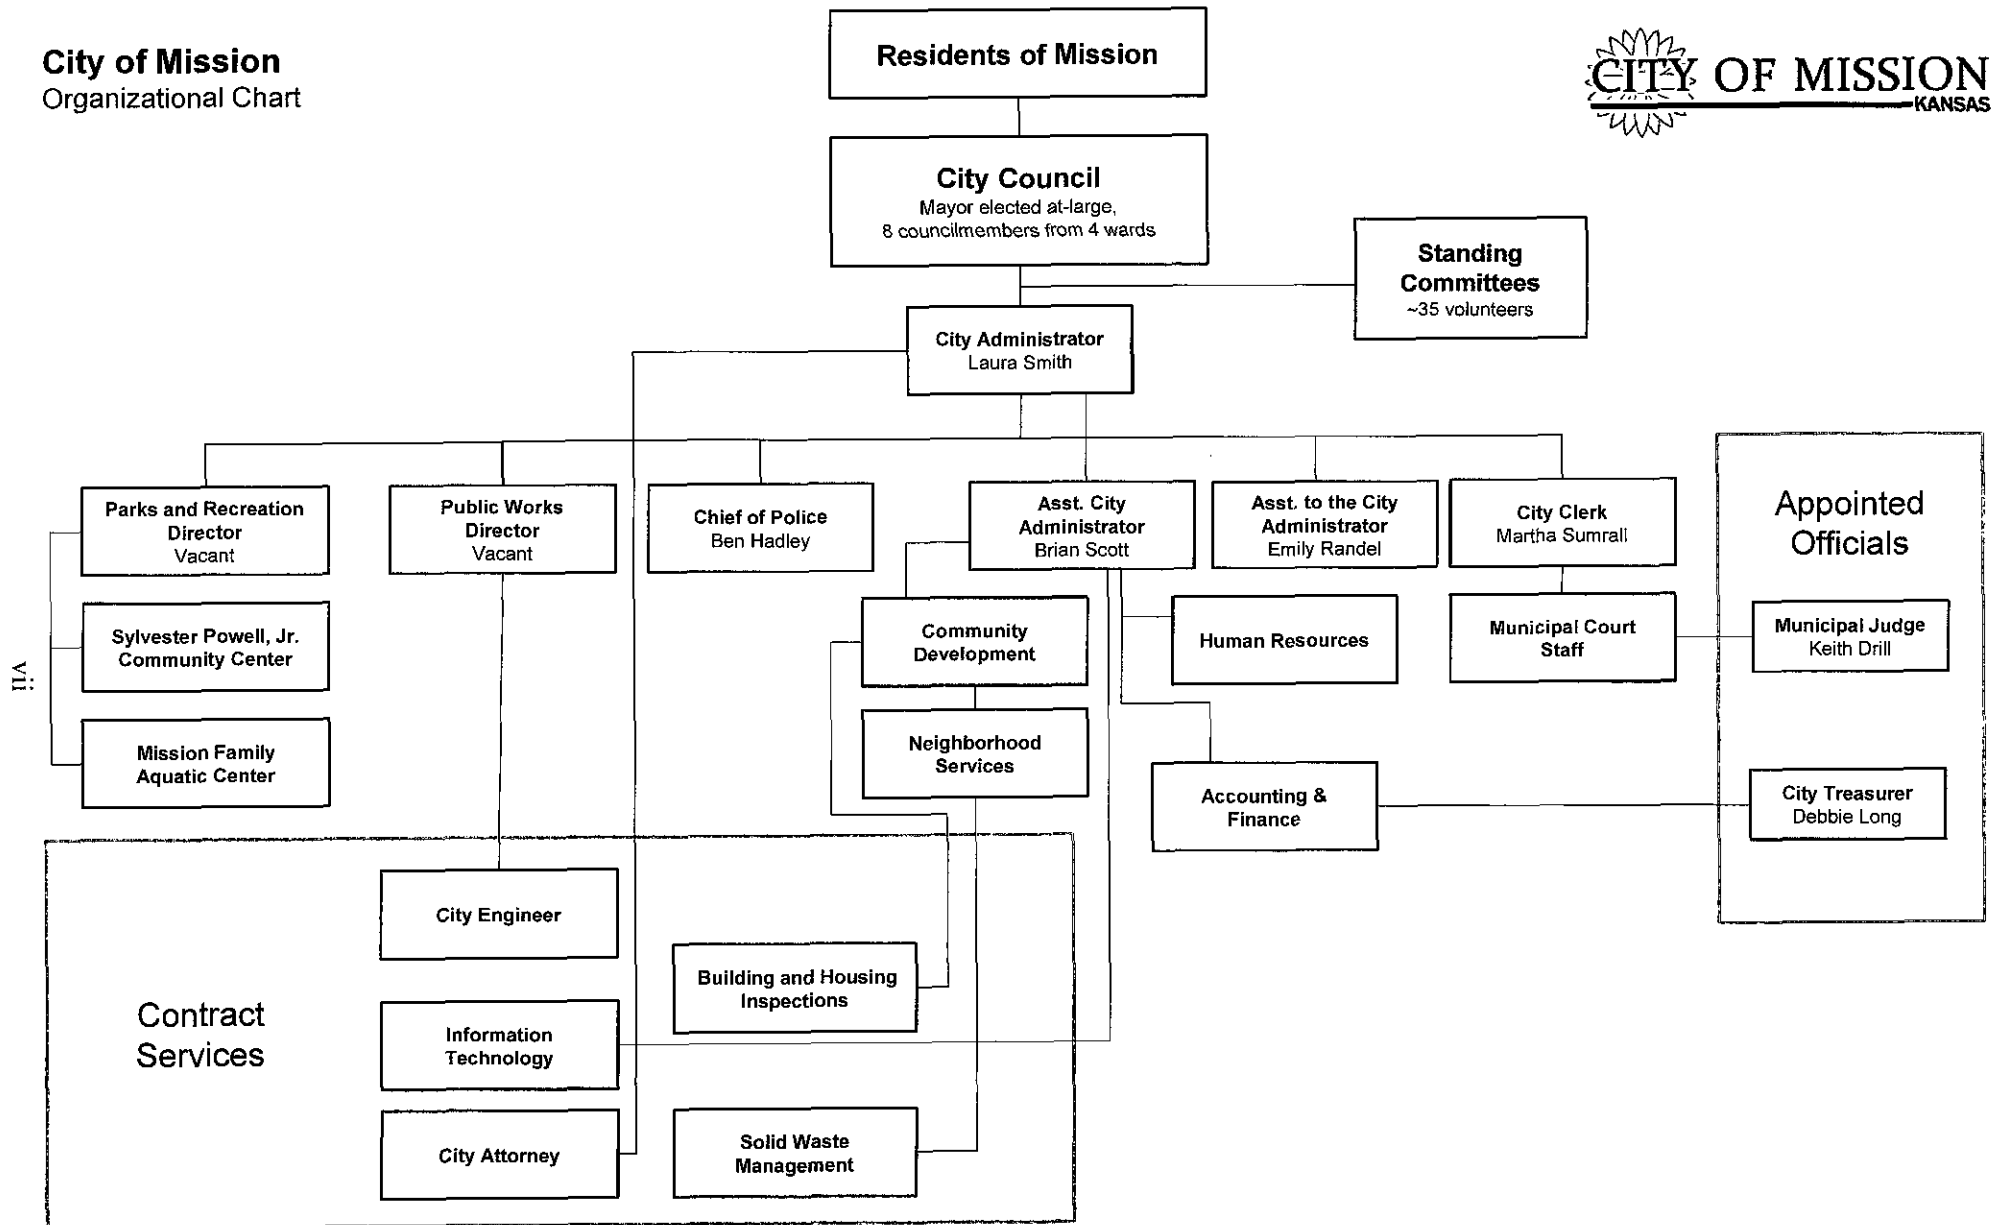 City of Mission
Organizational Chart
Residents of Mission
CITY OF MISSION
KANSAS
City Council
Mayor elected at-large,
8 councilmembers from 4 wards
Standing
Committees
~35 volunteers
City Administrator
Laura Smith
Parks and Recreation
Director
Vacant
Public Works
Director
Vacant
Chief of Police
Ben Hadley
Asst. City
Administrator
Brian Scott
Asst. to the City
Administrator
Emily Randel
City Clerk
Martha Sumrall
Appointed
Officials
Sylvester Powell, Jr.
Community Center
Community
Development
Human Resources
Municipal Court
Staff
Municipal Judge
Keith Drill
vii
Mission Family
Aquatic Center
Neighborhood
Services
Accounting &
Finance
City Treasurer
Debbie Long
Contract
Services
City Engineer
Building and Housing
Inspections
Information
Technology
City Attorney
Solid Waste
Management